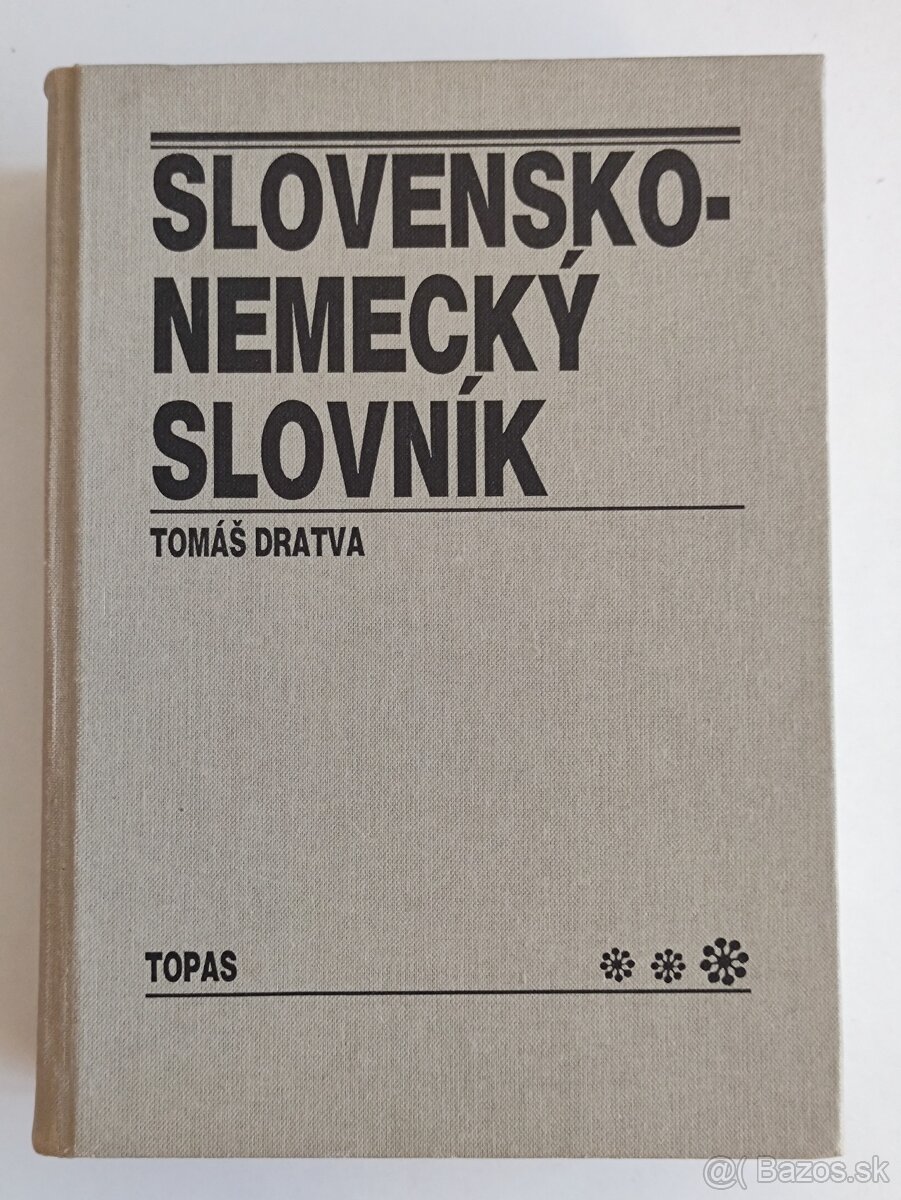 SLOVENSKO-
NEMECKÝ
SLOVNÍK
TOMÁŠ DRATVA
TOPAS
@( Bazos.sk